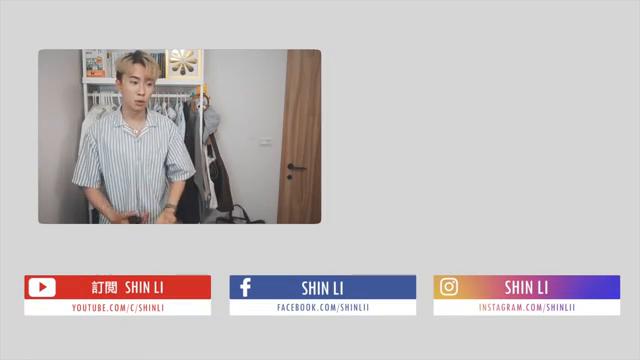 訂閱 SHIN LI
YOUTUBE.COM/C/SHINLI
SHIN LI
FACEBOOK.COM/SHINLII
SHIN LI
INSTAGRAM.COM/SHINLII